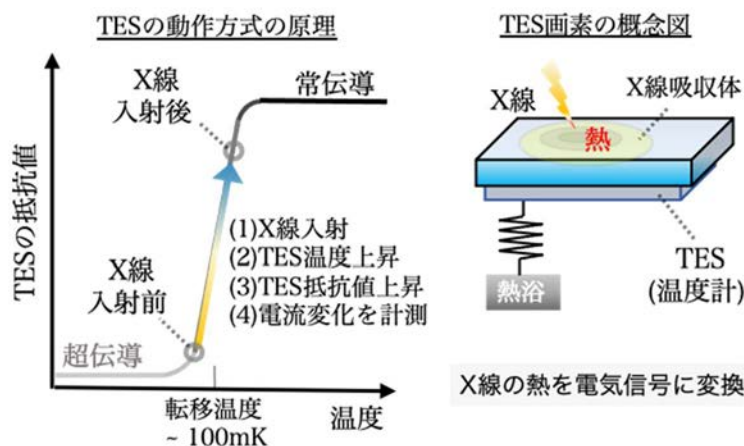 TESの動作方式の原理
TESの抵抗値
X線
入射後
常伝導
(1)X線入射
(2)TES温度上昇
(3)TES抵抗値上昇
(4)電流変化を計測
X線
入射前
超伝導
転移温度
~ 100mK
温度
TES画素の概念図
X線
X線吸収体
熱
TES
(温度計)
熱浴
X線の熱を電気信号に変換